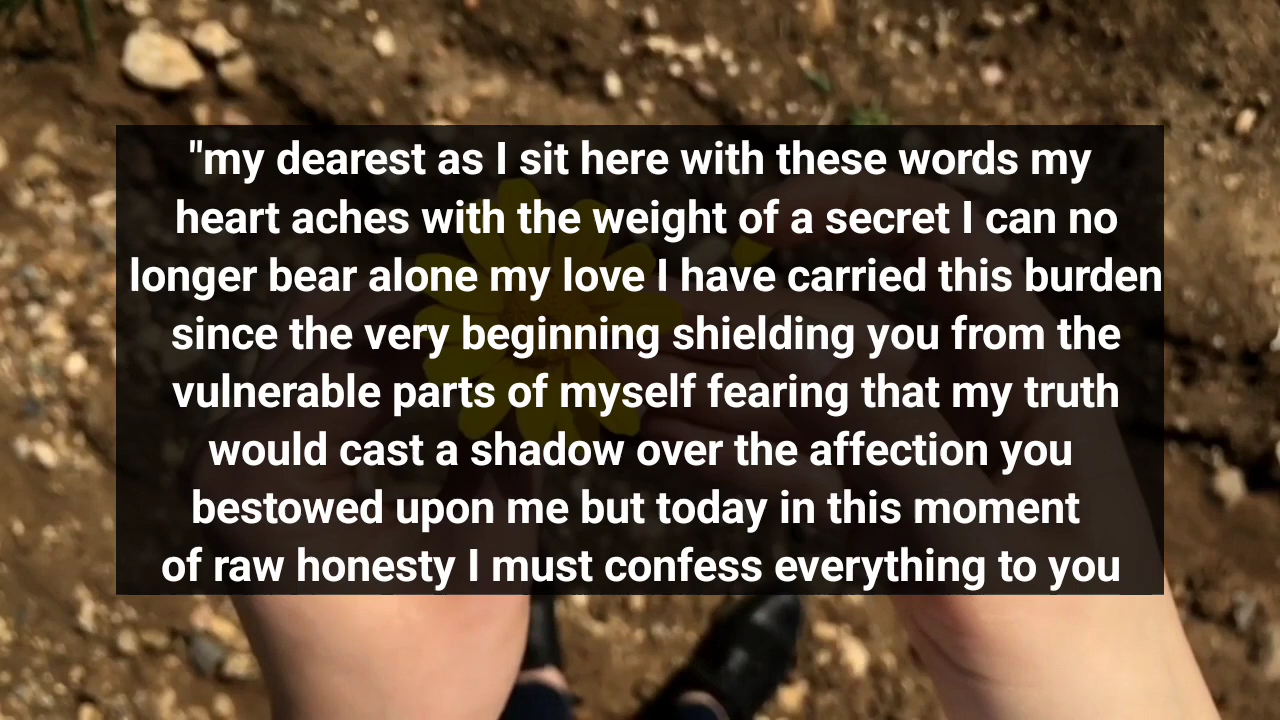 "my dearest as I sit here with these words my
heart aches with the weight of a secret I can no
longer bear alone my love I have carried this burden
since the very beginning shielding you from the
vulnerable parts of myself fearing that my truth
would cast a shadow over the affection you
bestowed upon me but today in this moment
of raw honesty I must confess everything to you